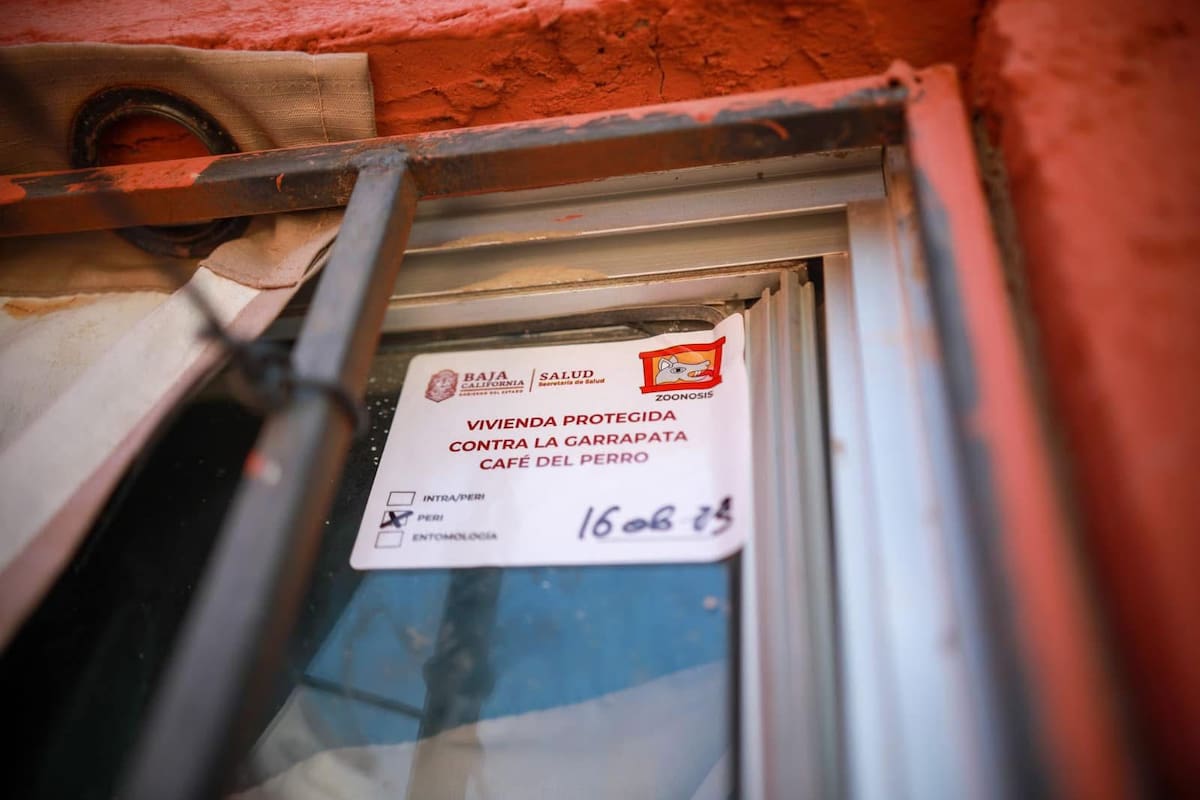 BAJA CALIFORNIA
GOBIERNO DEL ESTADO
SALUD
Secretaría de Salud
ZOONOSIS
VIVIENDA PROTEGIDA
CONTRA LA GARRAPATA
CAFÉ DEL PERRO
INTRA/PERI
PERI
ENTOMOLOGÍA
16 06